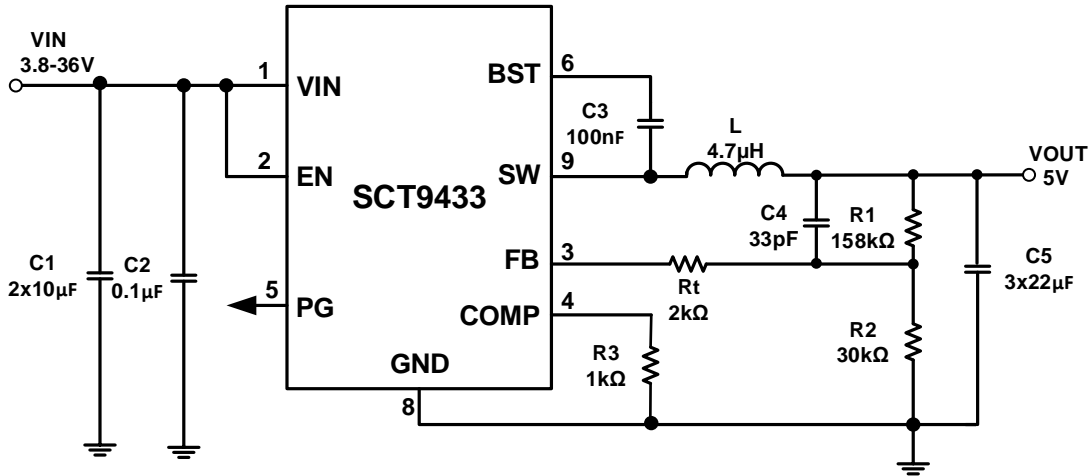 VIN
3.8-36V
1
VIN
BST
6
C3
100nF
L
4.7µH
VOUT
5V
2
EN
SW
9
SCT9433
C4
33pF
R1
158kΩ
FB
3
Rt
2kΩ
C5
3x22µF
C1
2x10µF
C2
0.1µF
5
PG
COMP
4
R3
1kΩ
R2
30kΩ
GND
8